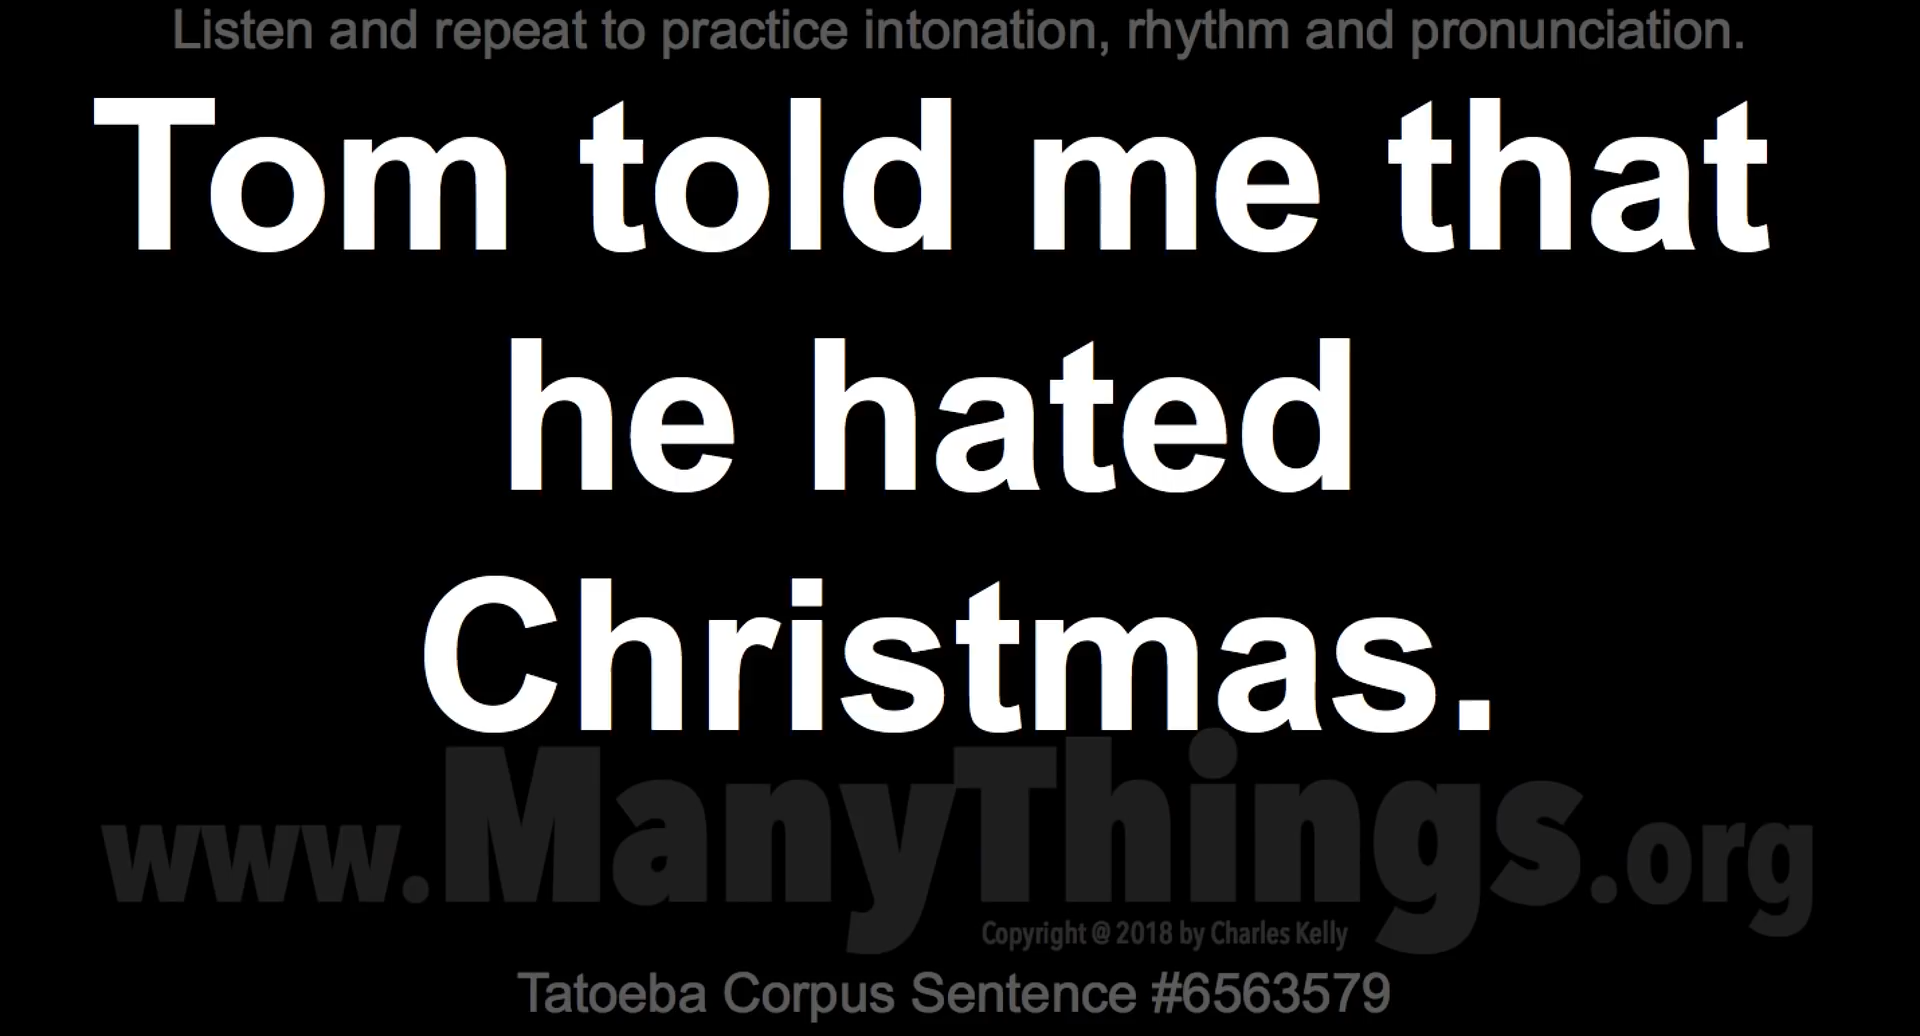 Listen and repeat to practice intonation, rhythm and pronunciation.
Tom told me that
he hated
Christmas.
www.ManyThings.org
Copyright @ 2018 by Charles Kelly
Tatoeba Corpus Sentence #6563579